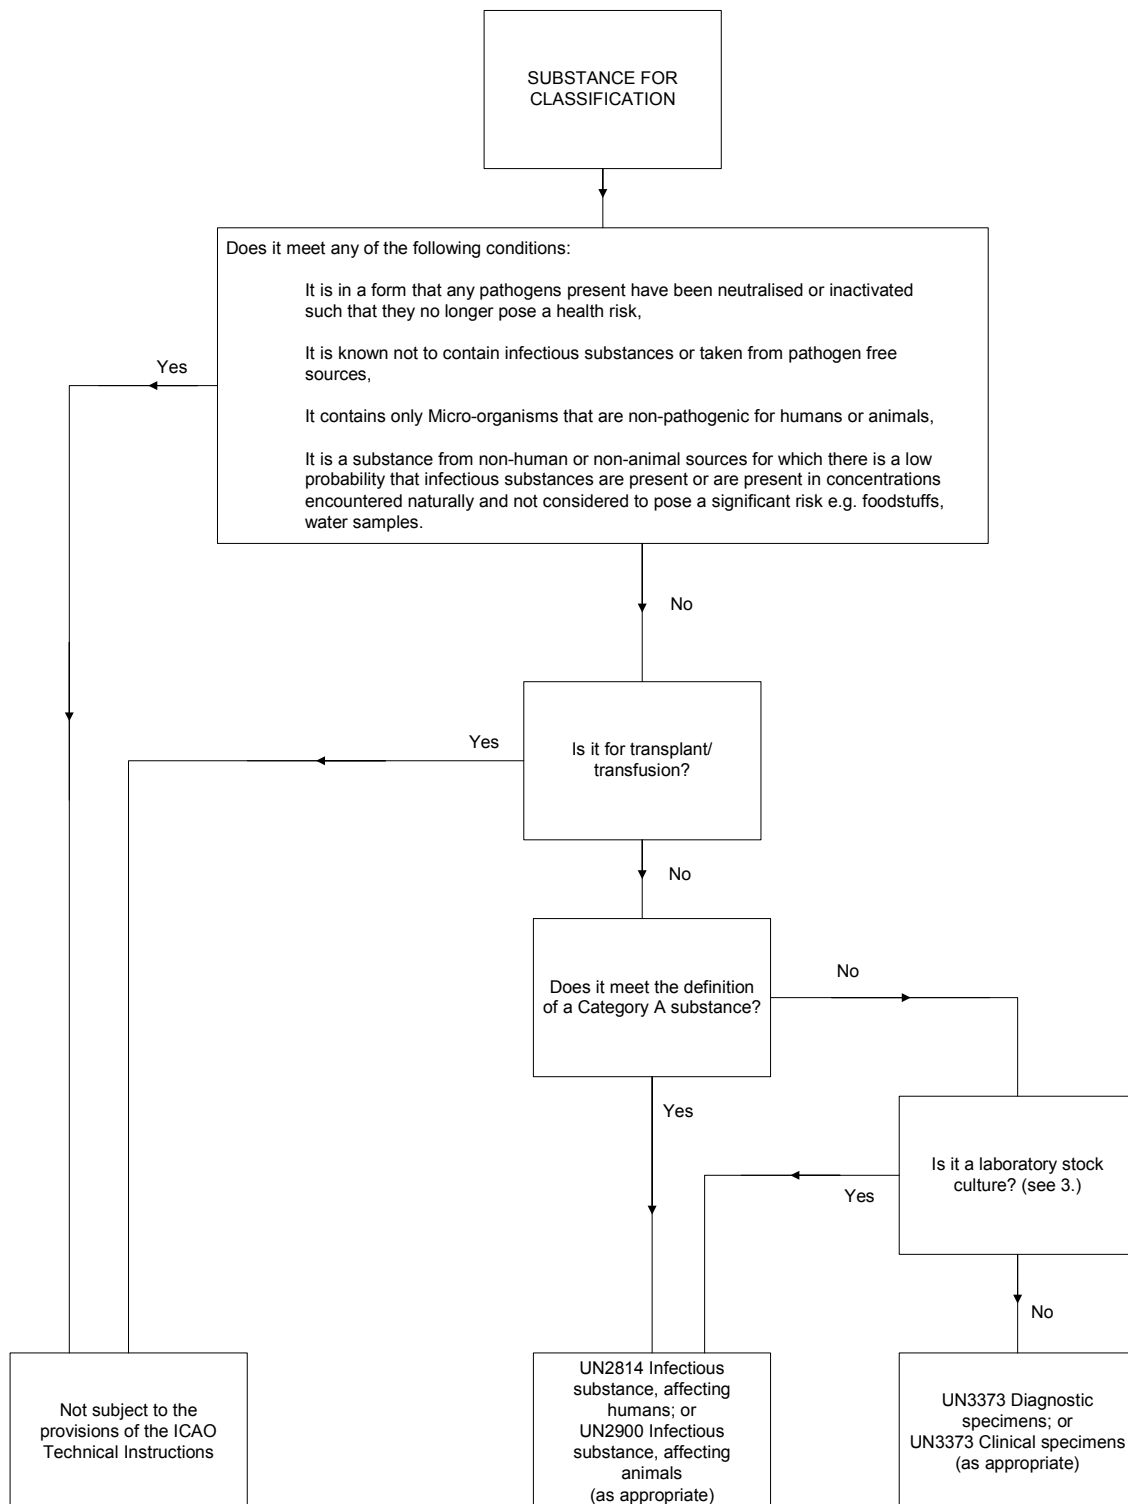 SUBSTANCE FOR
CLASSIFICATION
Does it meet any of the following conditions:
It is in a form that any pathogens present have been neutralised or inactivated
such that they no longer pose a health risk,
It is known not to contain infectious substances or taken from pathogen free
sources,
It contains only Micro-organisms that are non-pathogenic for humans or animals,
It is a substance from non-human or non-animal sources for which there is a low
probability that infectious substances are present or are present in concentrations
encountered naturally and not considered to pose a significant risk e.g. foodstuffs,
water samples.
Yes
No
Is it for transplant/
transfusion?
Yes
No
Does it meet the definition
of a Category A substance?
No
Yes
Is it a laboratory stock
culture? (see 3.)
Yes
No
Not subject to the
provisions of the ICAO
Technical Instructions
UN2814 Infectious
substance, affecting
humans; or
UN2900 Infectious
substance, affecting
animals
(as appropriate)
UN3373 Diagnostic
specimens; or
UN3373 Clinical specimens
(as appropriate)